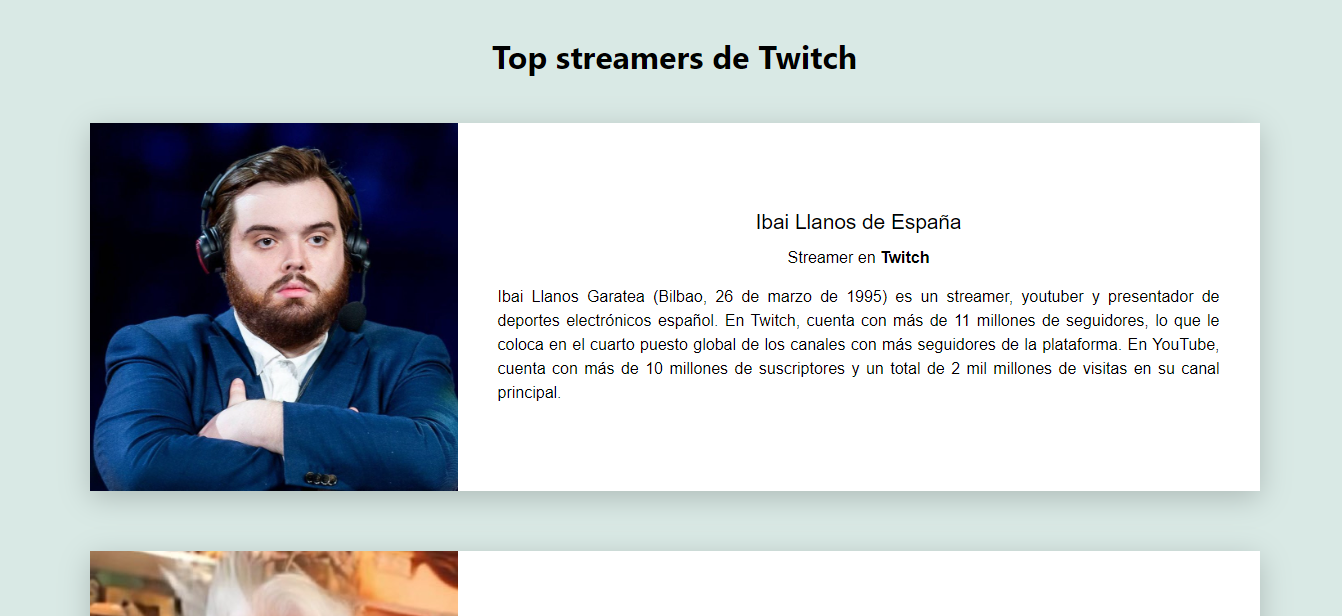 Top streamers de Twitch
Ibai Llanos de España
Streamer en Twitch
Ibai Llanos Garatea (Bilbao, 26 de marzo de 1995) es un streamer, youtuber y presentador de
deportes electrónicos español. En Twitch, cuenta con más de 11 millones de seguidores, lo que le
coloca en el cuarto puesto global de los canales con más seguidores de la plataforma. En YouTube,
cuenta con más de 10 millones de suscriptores y un total de 2 mil millones de visitas en su canal
principal.